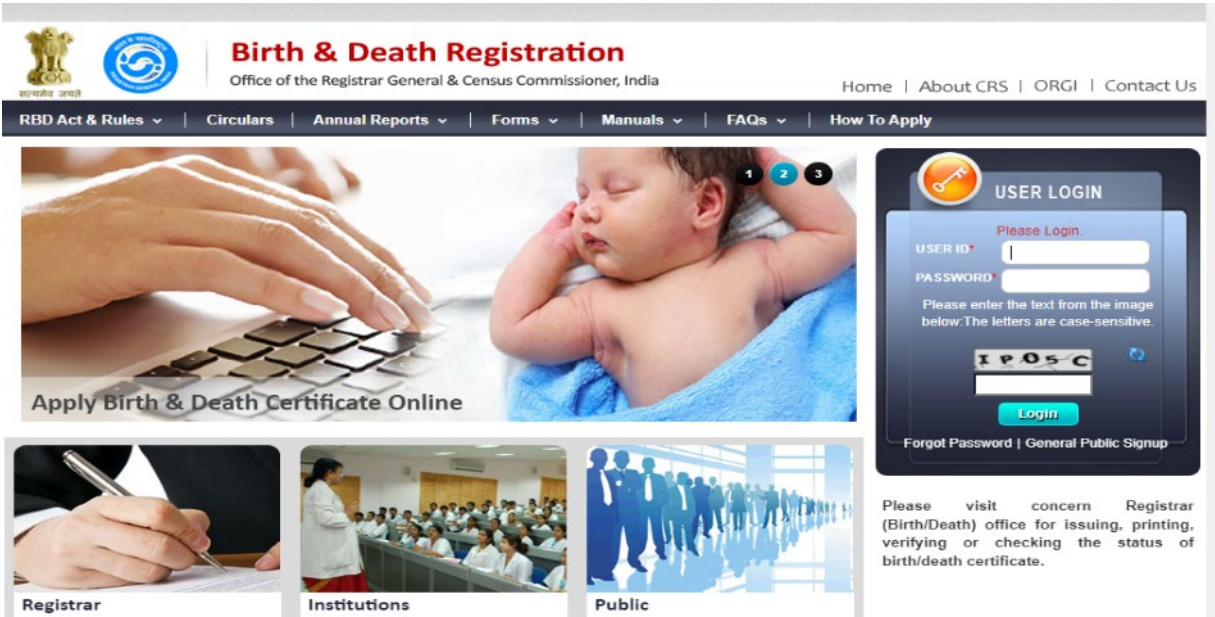 सत्यमेव जयते
Birth & Death Registration
Office of the Registrar General & Census Commissioner, India
Home | About CRS | ORGI | Contact Us
RBD Act & Rules | Circulars | Annual Reports | Forms | Manuals | FAQs | How To Apply
1 2 3
Apply Birth & Death Certificate Online
USER LOGIN
Please Login.
USER ID*
PASSWORD*
Please enter the text from the image
below:The letters are case-sensitive.
IPO5C
Login
Forgot Password | General Public Signup
Please visit concern Registrar
(Birth/Death) office for issuing, printing,
verifying or checking the status of
birth/death certificate.
Registrar
Institutions
Public